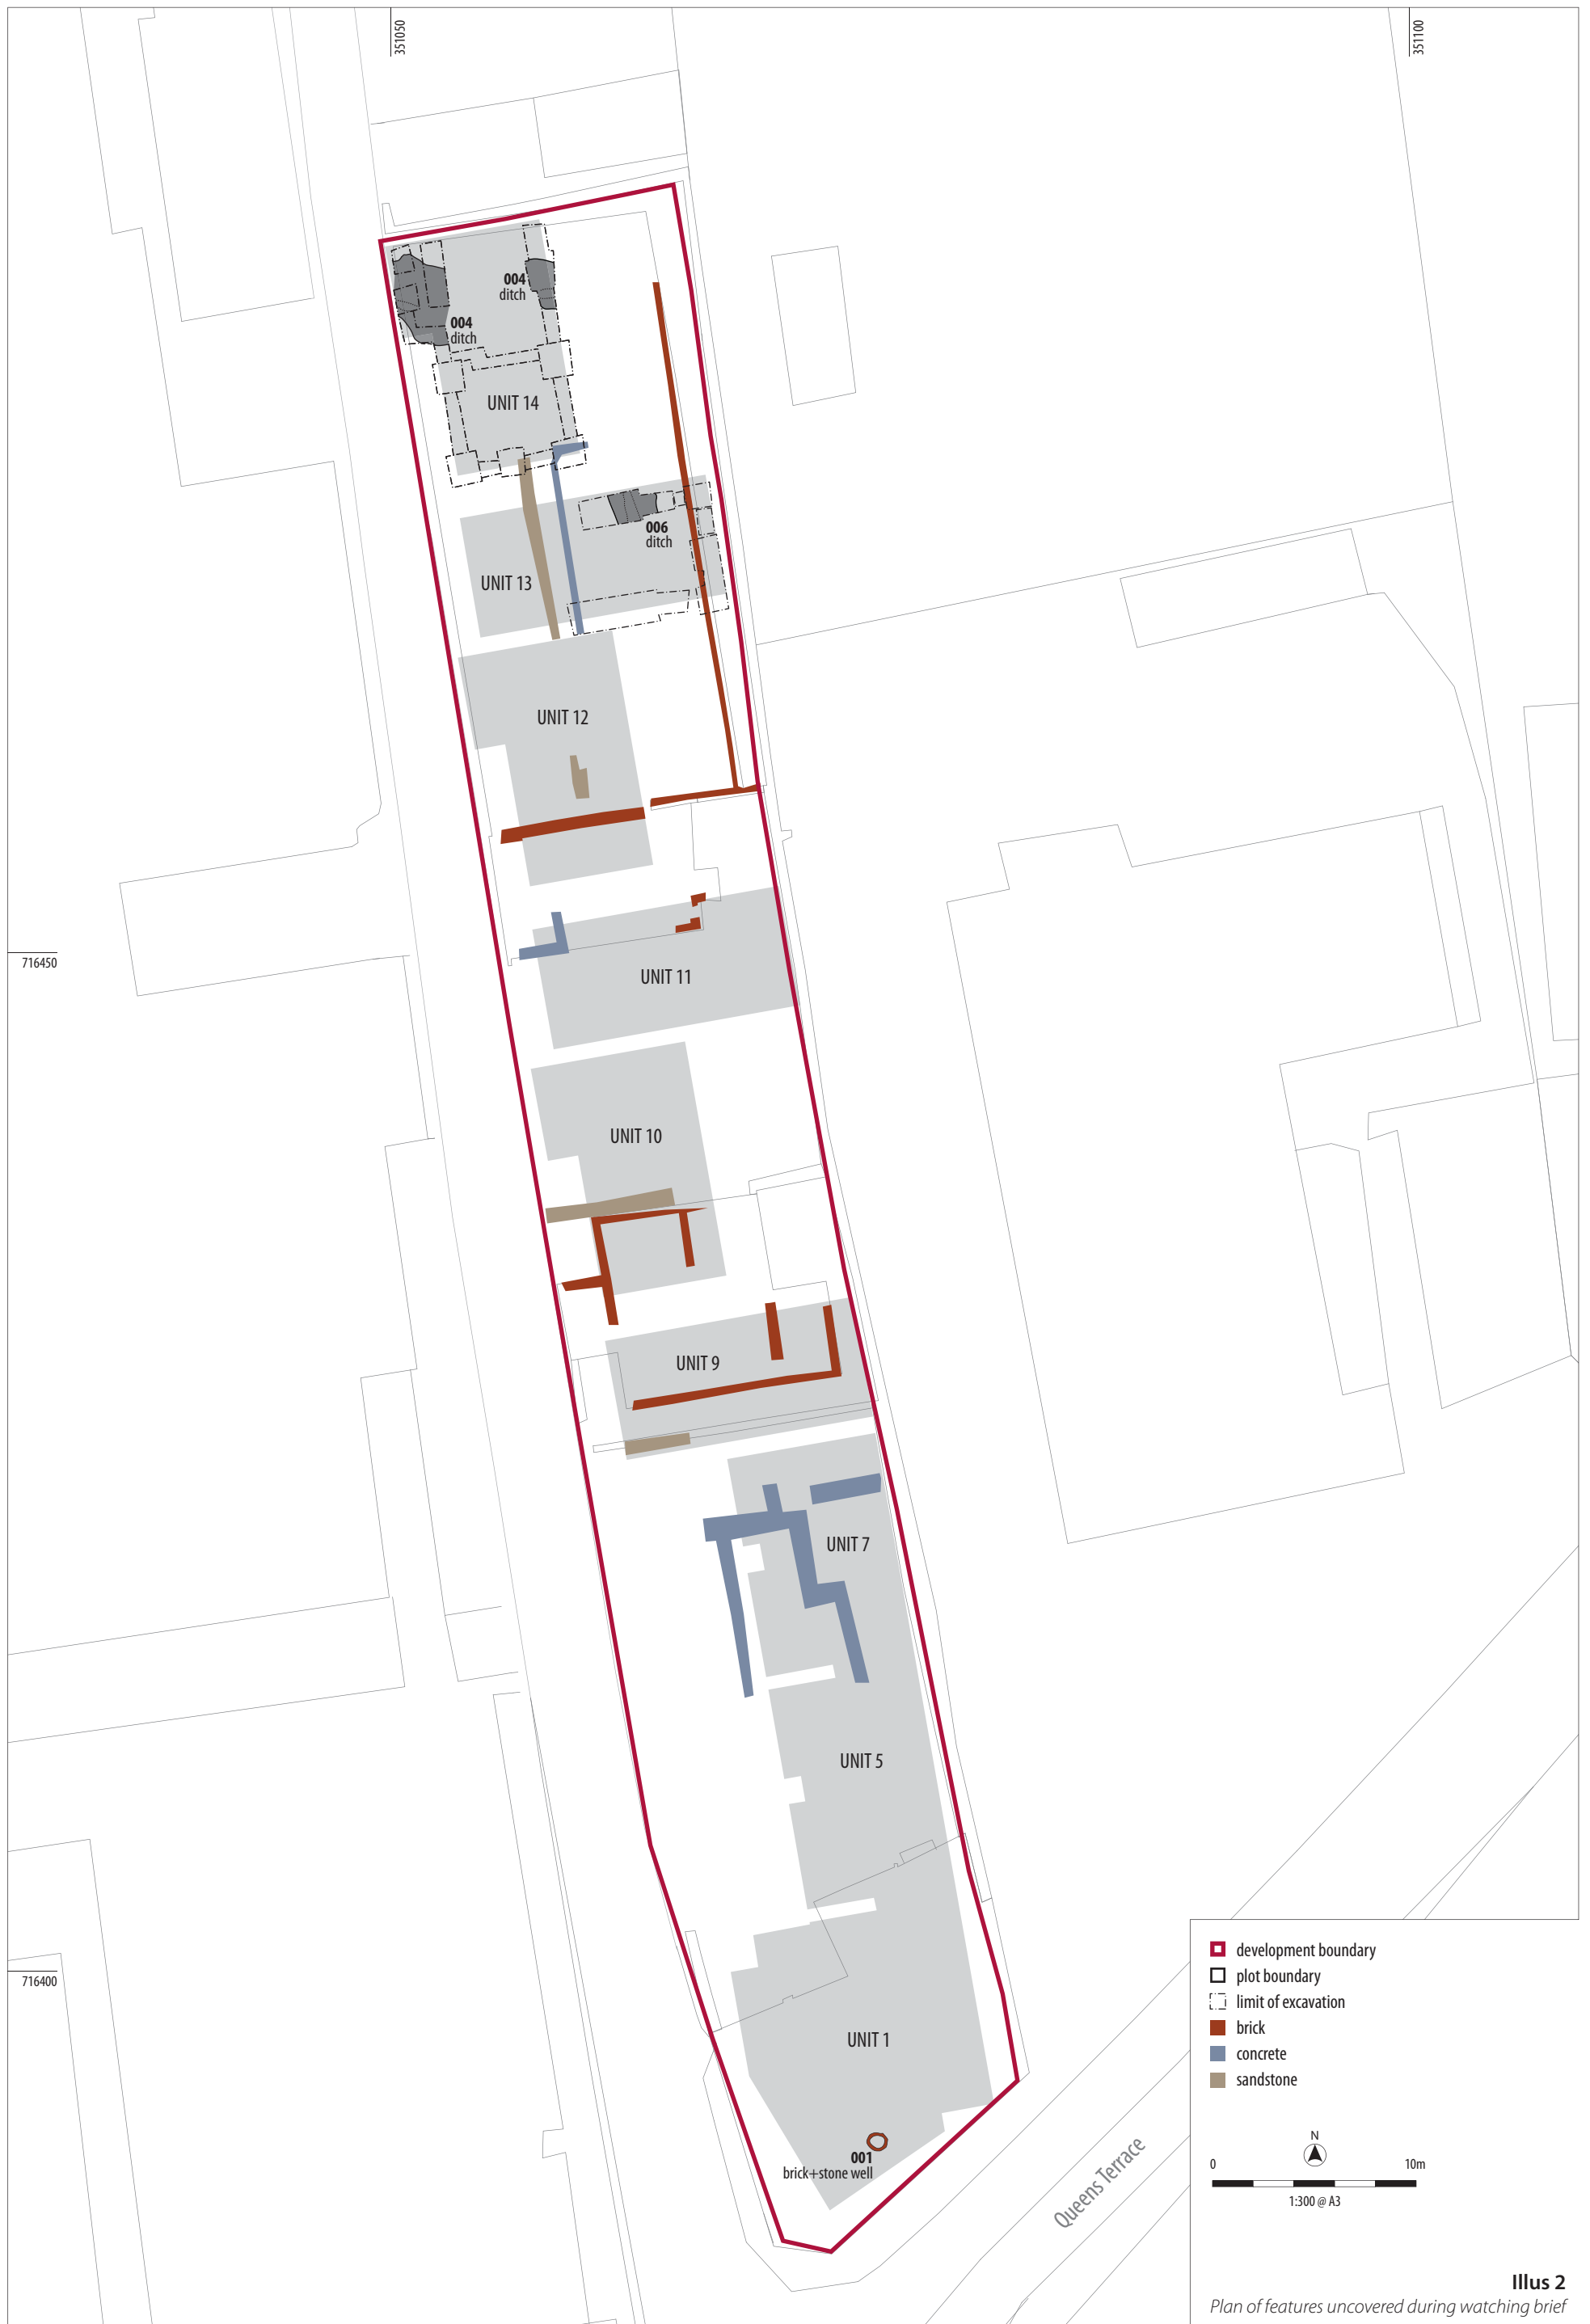 351050
351100
004
ditch
004
ditch
UNIT 14
006
ditch
UNIT 13
UNIT 12
716450
UNIT 11
UNIT 10
UNIT 9
UNIT 7
UNIT 5
716400
UNIT 1
001
brick+stone well
Queens Terrace
development boundary
plot boundary
limit of excavation
brick
concrete
sandstone
N
0 10m
1:300 @ A3
Illus 2
Plan of features uncovered during watching brief